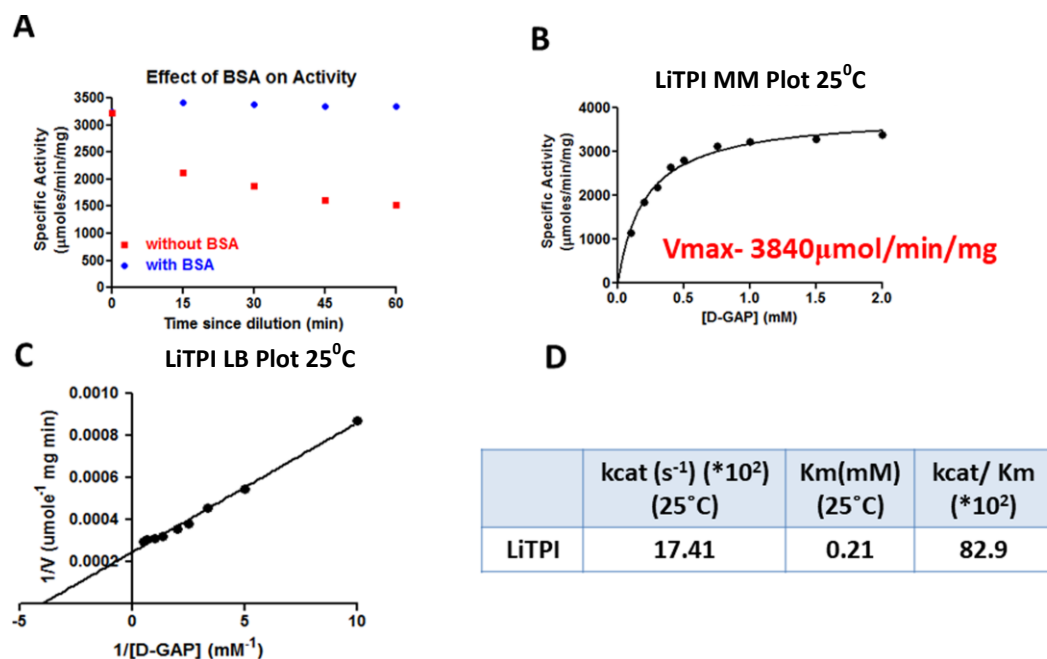 A
Effect of BSA on Activity
3500
3000
2500
2000
1500
1000
500
0
Specific Activity
(μmoles/min/mg)
without BSA
with BSA
0 15 30 45 60
Time since dilution (min)
B
LiTPI MM Plot 25⁰C
4000
3000
2000
1000
0
Specific Activity
(μmoles/min/mg)
Vmax- 3840μmol/min/mg
0.0 0.5 1.0 1.5 2.0
[D-GAP] (mM)
C
LiTPI LB Plot 25⁰C
0.0010
0.0008
0.0006
0.0004
0.0002
1/V (umole⁻¹ mg min)
-5 0 5 10
1/[D-GAP] (mM⁻¹)
D
kcat (s⁻¹) (*10²)
(25˚C)
Km(mM)
(25˚C)
kcat/ Km
(*10²)
LiTPI 17.41 0.21 82.9